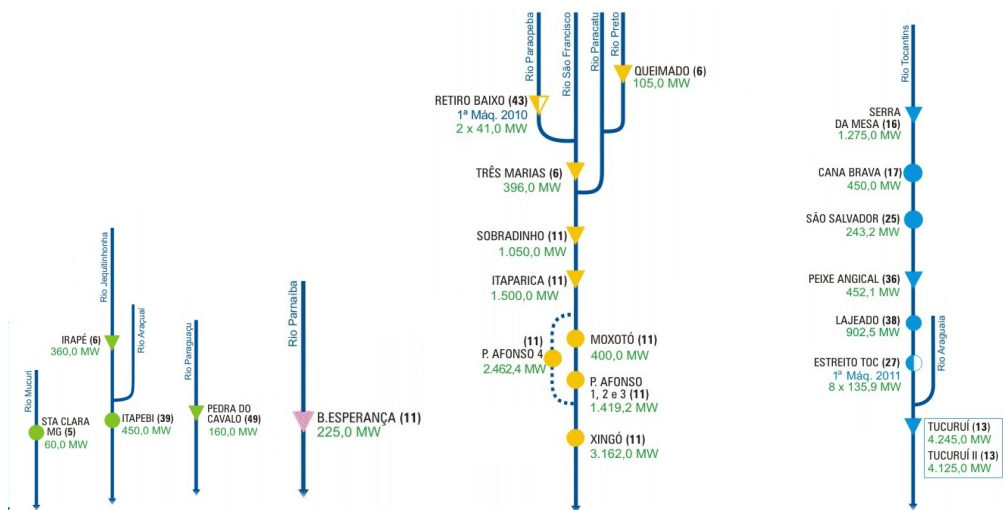 Rio Mucuri
STA CLARA
MG (5)
60,0 MW
Rio Jequitinhonha
IRAPÉ (6)
360,0 MW
Rio Araçuaí
ITAPEBI (39)
450,0 MW
Rio Paraguaçu
PEDRA DO
CAVALO (49)
160,0 MW
Rio Parnaíba
B.ESPERANÇA (11)
225,0 MW
Rio Paraopeba
Rio São Francisco
Rio Paracatu
Rio Preto
QUEIMADO (6)
105,0 MW
RETIRO BAIXO (43)
1ª Máq. 2010
2 x 41,0 MW
TRÊS MARIAS (6)
396,0 MW
SOBRADINHO (11)
1.050,0 MW
ITAPARICA (11)
1.500,0 MW
(11)
P. AFONSO 4
2.462,4 MW
MOXOTÓ (11)
400,0 MW
P. AFONSO
1, 2 e 3 (11)
1.419,2 MW
XINGÓ (11)
3.162,0 MW
Rio Tocantins
SERRA
DA MESA (16)
1.275,0 MW
CANA BRAVA (17)
450,0 MW
SÃO SALVADOR (25)
243,2 MW
PEIXE ANGICAL (36)
452,1 MW
LAJEADO (38)
902,5 MW
Rio Araguaia
ESTREITO TOC (27)
1ª Máq. 2011
8 x 135,9 MW
TUCURUÍ (13)
4.245,0 MW
TUCURUÍ II (13)
4.125,0 MW